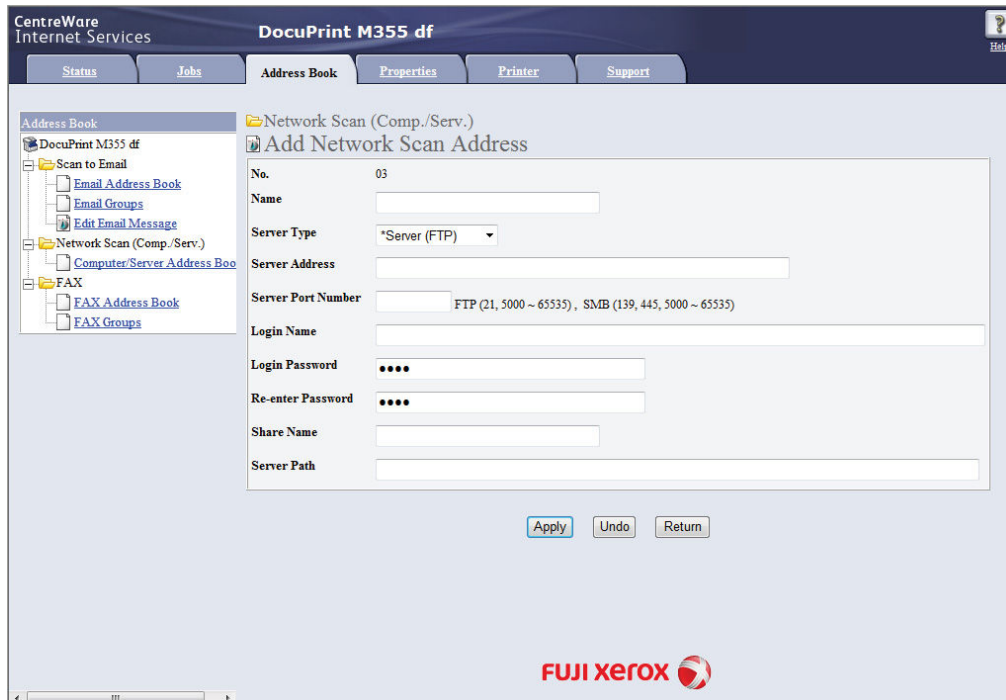 CentreWare
Internet Services
DocuPrint M355 df
Help
Status
Jobs
Address Book
Properties
Printer
Support
Address Book
DocuPrint M355 df
Scan to Email
Email Address Book
Email Groups
Edit Email Message
Network Scan (Comp./Serv.)
Computer/Server Address Boo
FAX
FAX Address Book
FAX Groups
Network Scan (Comp./Serv.)
Add Network Scan Address
No. 03
Name
Server Type *Server (FTP)
Server Address
Server Port Number FTP (21, 5000 ~ 65535) , SMB (139, 445, 5000 ~ 65535)
Login Name
Login Password ●●●●
Re-enter Password ●●●●
Share Name
Server Path
Apply Undo Return
FUJI xerox